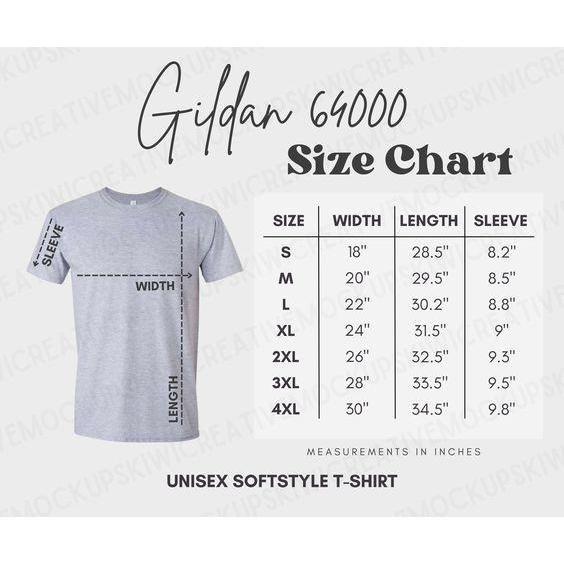 Gildan 64000
Size Chart
SLEEVE
WIDTH
LENGTH
SIZE WIDTH LENGTH SLEEVE
S 18" 28.5" 8.2"
M 20" 29.5" 8.5"
L 22" 30.2" 8.8"
XL 24" 31.5" 9"
2XL 26" 32.5" 9.3"
3XL 28" 33.5" 9.5"
4XL 30" 34.5" 9.8"
MEASUREMENTS IN INCHES
UNISEX SOFTSTYLE T-SHIRT